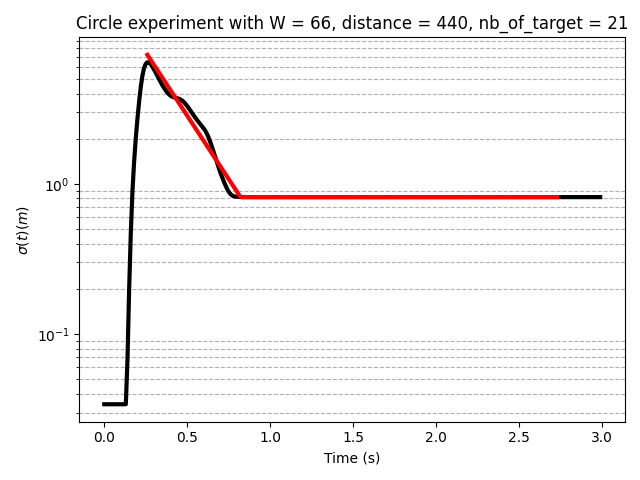 Circle experiment with W = 66, distance = 440, nb_of_target = 21
10⁰
10⁻¹
σ(t)(m)
0.0 0.5 1.0 1.5 2.0 2.5 3.0
Time (s)